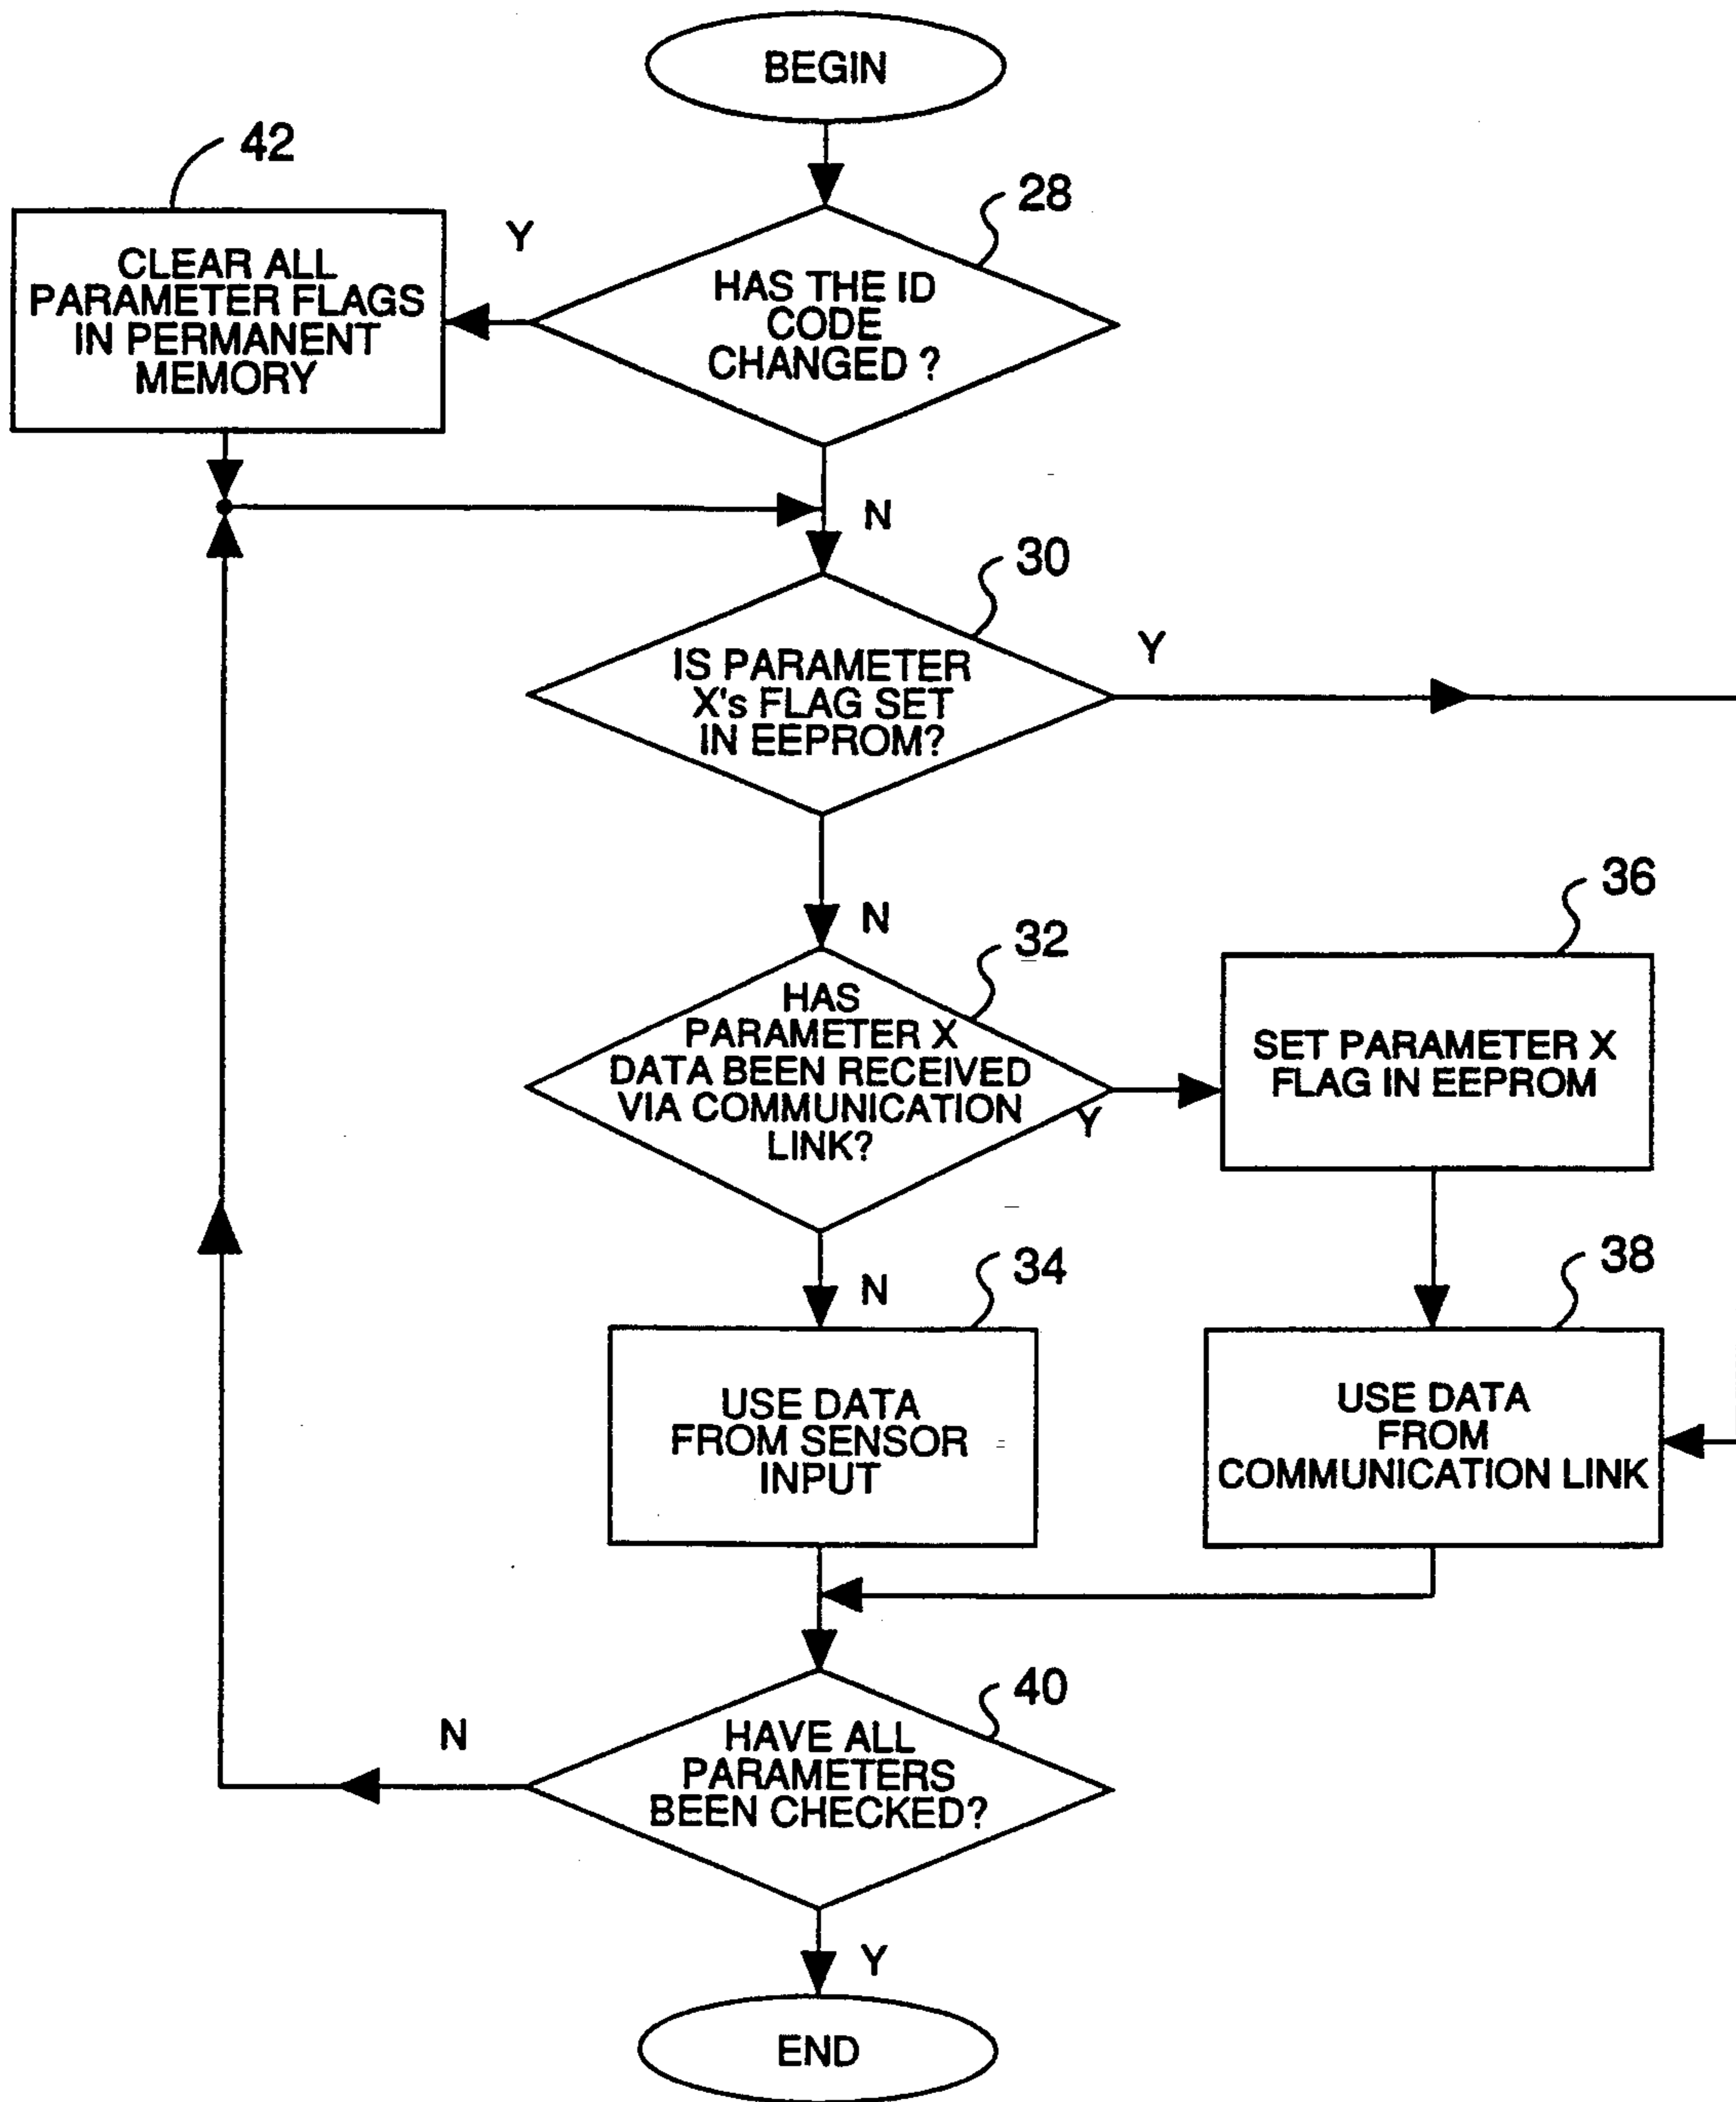 BEGIN
42
28
CLEAR ALL
PARAMETER FLAGS
IN PERMANENT
MEMORY
Y
HAS THE ID
CODE
CHANGED ?
N
30
IS PARAMETER
X's FLAG SET
IN EEPROM?
Y
N
32
HAS
PARAMETER X
DATA BEEN RECEIVED
VIA COMMUNICATION
LINK?
Y
36
SET PARAMETER X
FLAG IN EEPROM
N
34
USE DATA
FROM SENSOR
INPUT
38
USE DATA
FROM
COMMUNICATION LINK
40
HAVE ALL
PARAMETERS
BEEN CHECKED?
N
Y
END